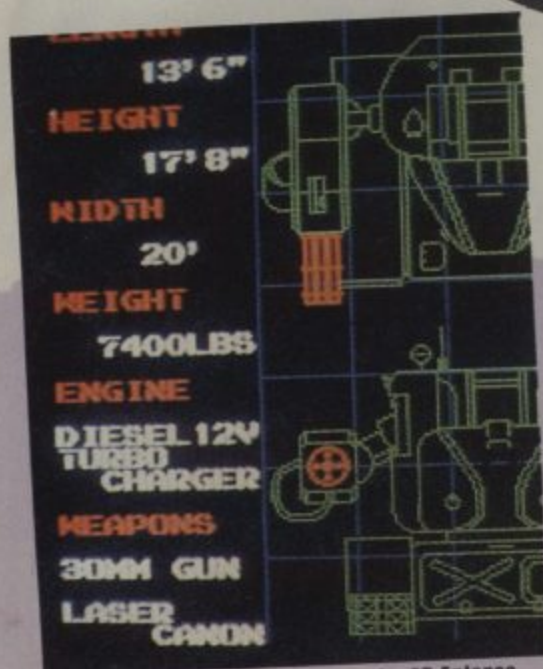 LENGTH
13' 6"
HEIGHT
17' 8"
WIDTH
20'
WEIGHT
7400LBS
ENGINE
DIESEL 12V
TURBO
CHARGER
WEAPONS
30MM GUN
LASER
CANON